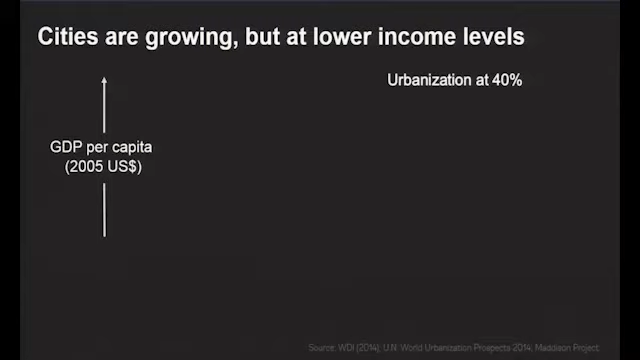 Cities are growing, but at lower income levels
Urbanization at 40%
GDP per capita
(2005 US$)
Source: WDI (2014); U.N. World Urbanization Prospects 2014; Maddison Project